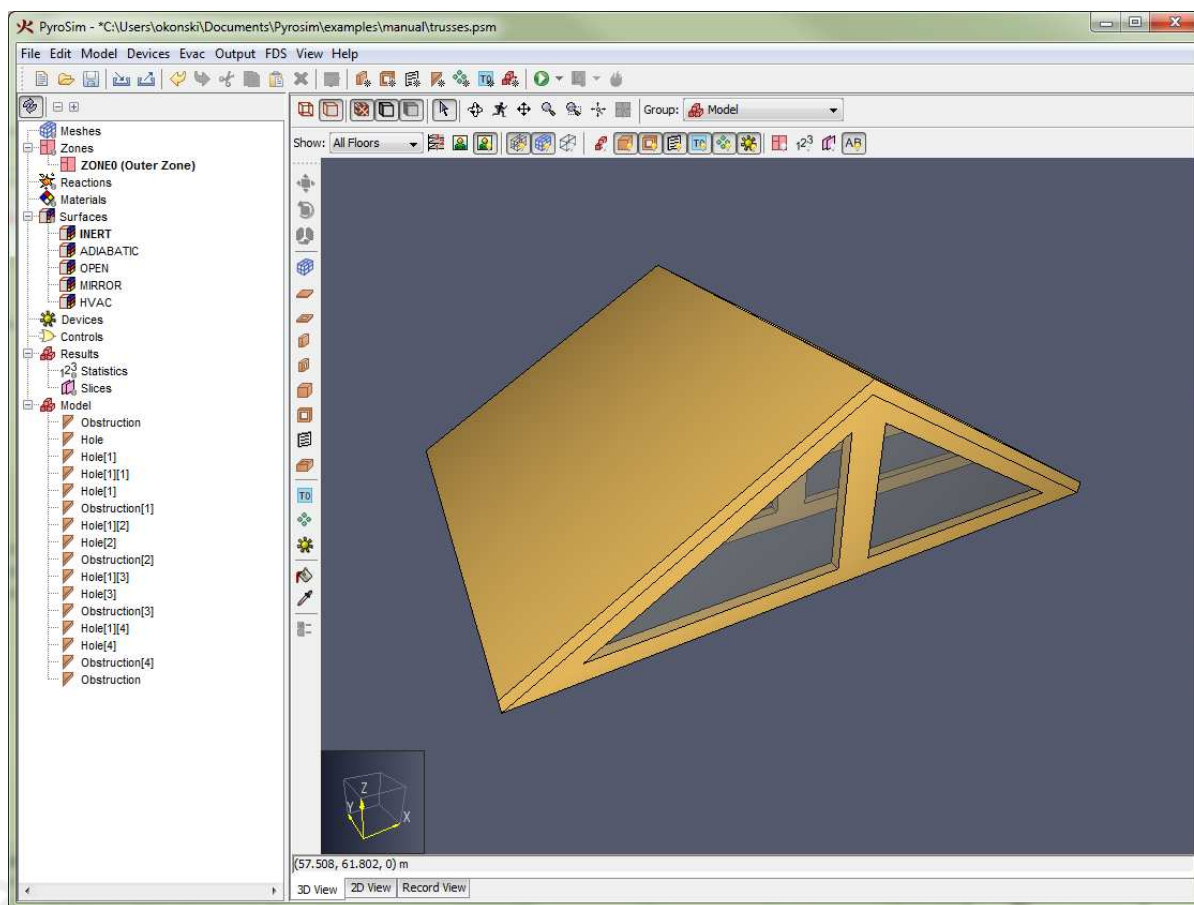 PyroSim - *C:\Users\okonski\Documents\Pyrosim\examples\manual\trusses.psm
File Edit Model Devices Evac Output FDS View Help
Group: Model
Show: All Floors
123
AB
Meshes
Zones
ZONE0 (Outer Zone)
Reactions
Materials
Surfaces
INERT
ADIABATIC
OPEN
MIRROR
HVAC
Devices
Controls
Results
123 Statistics
Slices
Model
Obstruction
Hole
Hole[1]
Hole[1][1]
Hole[1]
Obstruction[1]
Hole[1][2]
Hole[2]
Obstruction[2]
Hole[1][3]
Hole[3]
Obstruction[3]
Hole[1][4]
Hole[4]
Obstruction[4]
Obstruction
Z
Y
X
(57.508, 61.802, 0) m
3D View 2D View Record View